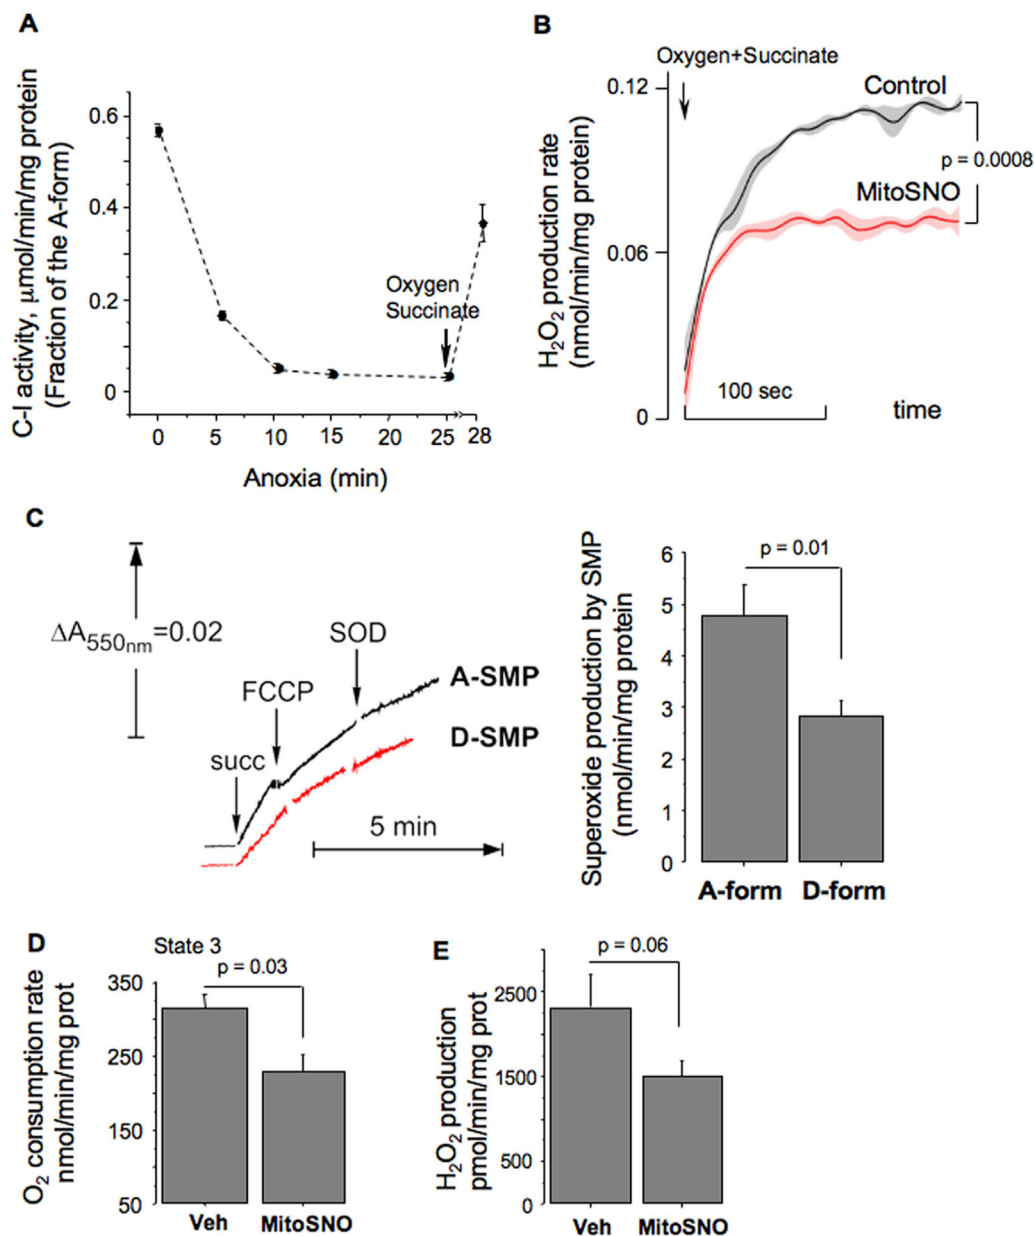 A
C-I activity, μmol/min/mg protein
(Fraction of the A-form)
0.6
0.4
0.2
0
Oxygen
Succinate
0 5 10 15 20 25 28
Anoxia (min)
B
Oxygen+Succinate
H₂O₂ production rate
(nmol/min/mg protein)
0.12
0.06
0
Control
p = 0.0008
MitoSNO
100 sec
time
C
ΔA₅₅₀ₙₘ=0.02
SOD
FCCP
succ
A-SMP
D-SMP
5 min
Superoxide production by SMP
(nmol/min/mg protein)
6
5
4
3
2
1
0
p = 0.01
A-form D-form
D
State 3
p = 0.03
O₂ consumption rate
nmol/min/mg prot
350
250
150
50
Veh MitoSNO
E
p = 0.06
H₂O₂ production
pmol/min/mg prot
2500
1500
500
0
Veh MitoSNO